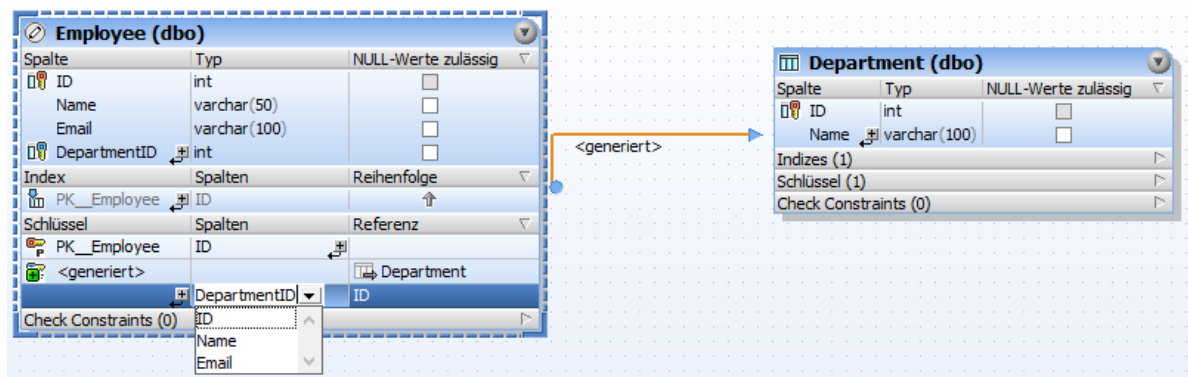 Employee (dbo)
Spalte Typ NULL-Werte zulässig
ID int
Name varchar(50)
Email varchar(100)
DepartmentID int
Index Spalten Reihenfolge
PK__Employee ID
Schlüssel Spalten Referenz
PK__Employee ID
<generiert> Department
DepartmentID ID
Check Constraints (0)
ID
Name
Email
<generiert>
Department (dbo)
Spalte Typ NULL-Werte zulässig
ID int
Name varchar(100)
Indizes (1)
Schlüssel (1)
Check Constraints (0)